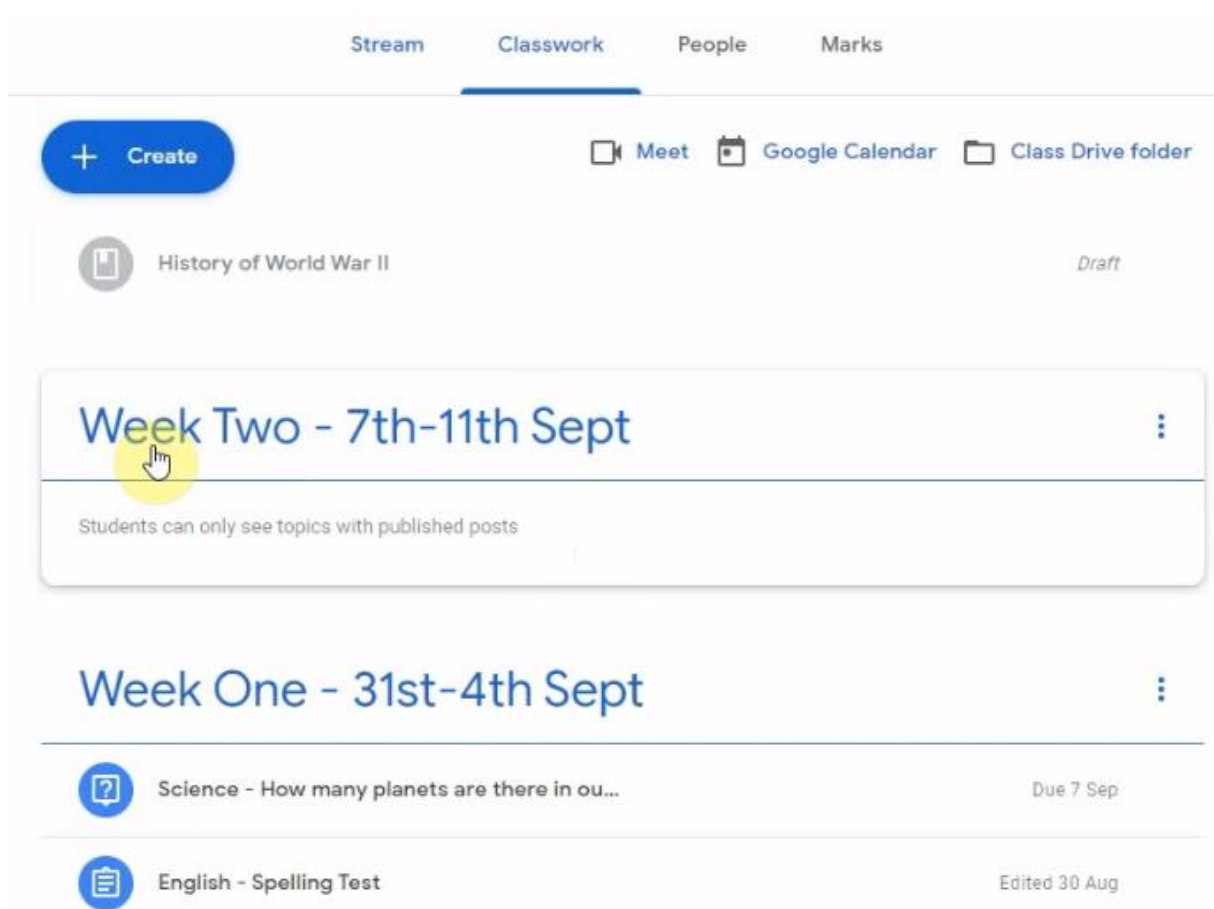 Stream Classwork People Marks
+ Create Meet Google Calendar Class Drive folder
History of World War II Draft
Week Two - 7th-11th Sept
Students can only see topics with published posts
Week One - 31st-4th Sept
Science - How many planets are there in ou... Due 7 Sep
English - Spelling Test Edited 30 Aug